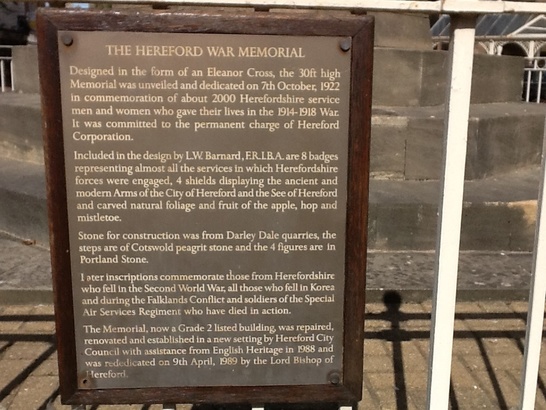 THE HEREFORD WAR MEMORIAL
Designed in the form of an Eleanor Cross, the 30ft high
Memorial was unveiled and dedicated on 7th October, 1922
in commemoration of about 2000 Herefordshire service
men and women who gave their lives in the 1914-1918 War.
It was committed to the permanent charge of Hereford
Corporation.
Included in the design by L.W. Barnard, F.R.I.B.A. are 8 badges
representing almost all the services in which Herefordshire
forces were engaged, 4 shields displaying the ancient and
modern Arms of the City of Hereford and the See of Hereford
and carved natural foliage and fruit of the apple, hop and
mistletoe.
Stone for construction was from Darley Dale quarries, the
steps are of Cotswold peagrit stone and the 4 figures are in
Portland Stone.
Later inscriptions commemorate those from Herefordshire
who fell in the Second World War, all those who fell in Korea
and during the Falklands Conflict and soldiers of the Special
Air Services Regiment who have died in action.
The Memorial, now a Grade 2 listed building, was repaired,
renovated and established in a new setting by Hereford City
Council with assistance from English Heritage in 1988 and
was rededicated on 9th April, 1989 by the Lord Bishop of
Hereford.